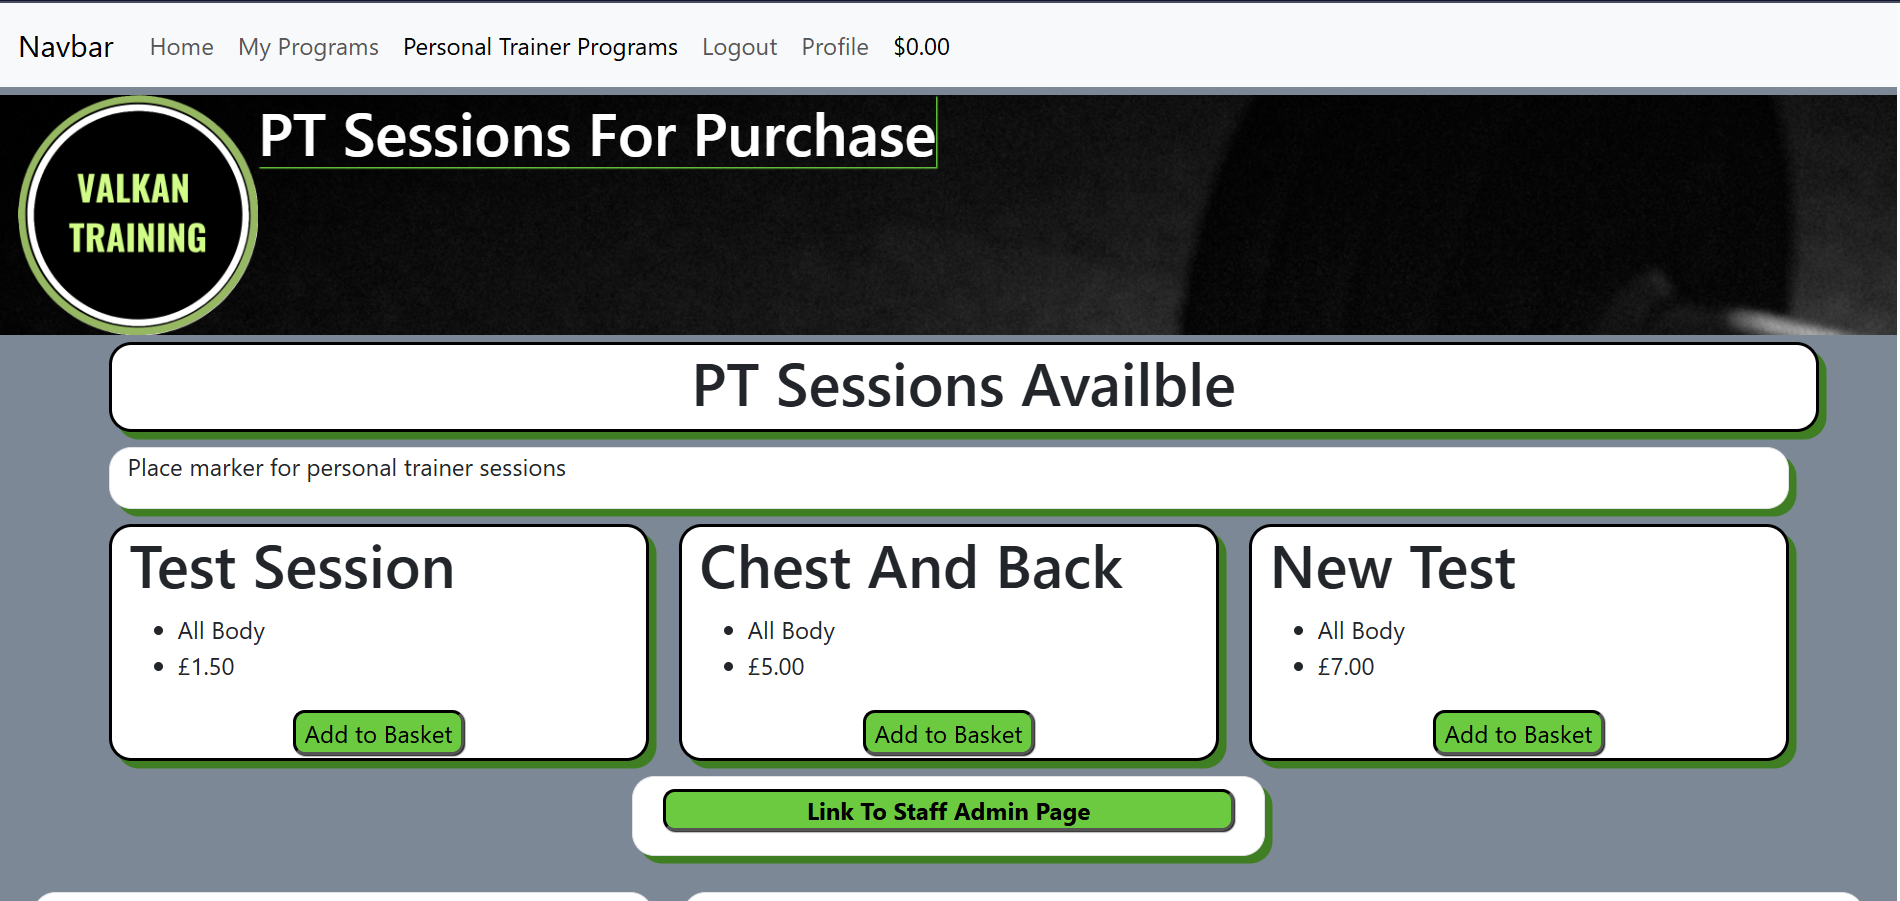 Navbar Home My Programs Personal Trainer Programs Logout Profile $0.00
PT Sessions For Purchase
VALKAN
TRAINING
PT Sessions Availble
Place marker for personal trainer sessions
Test Session
All Body
£1.50
Add to Basket
Chest And Back
All Body
£5.00
Add to Basket
New Test
All Body
£7.00
Add to Basket
Link To Staff Admin Page